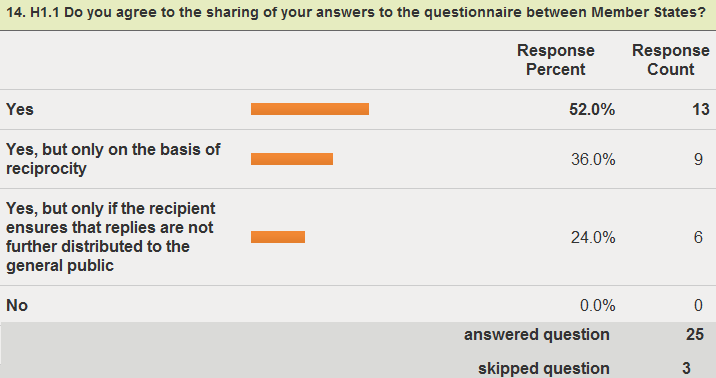 14. H1.1 Do you agree to the sharing of your answers to the questionnaire between Member States?
Response Percent Response Count
Yes 52.0% 13
Yes, but only on the basis of
reciprocity 36.0% 9
Yes, but only if the recipient
ensures that replies are not
further distributed to the
general public 24.0% 6
No 0.0% 0
answered question 25
skipped question 3